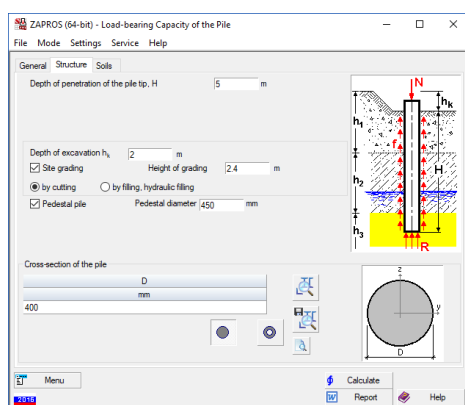 ZAPROS (64-bit) - Load-bearing Capacity of the Pile
File Mode Settings Service Help
General Structure Soils
Depth of penetration of the pile tip, H 5 m
Depth of excavation hk 2 m
Site grading Height of grading 2.4 m
by cutting by filling, hydraulic filling
Pedestal pile Pedestal diameter 450 mm
N
hk
h1
f
H
h2
h3
R
Cross-section of the pile
D
mm
400
z
y
D
Menu Calculate
2016 Report Help